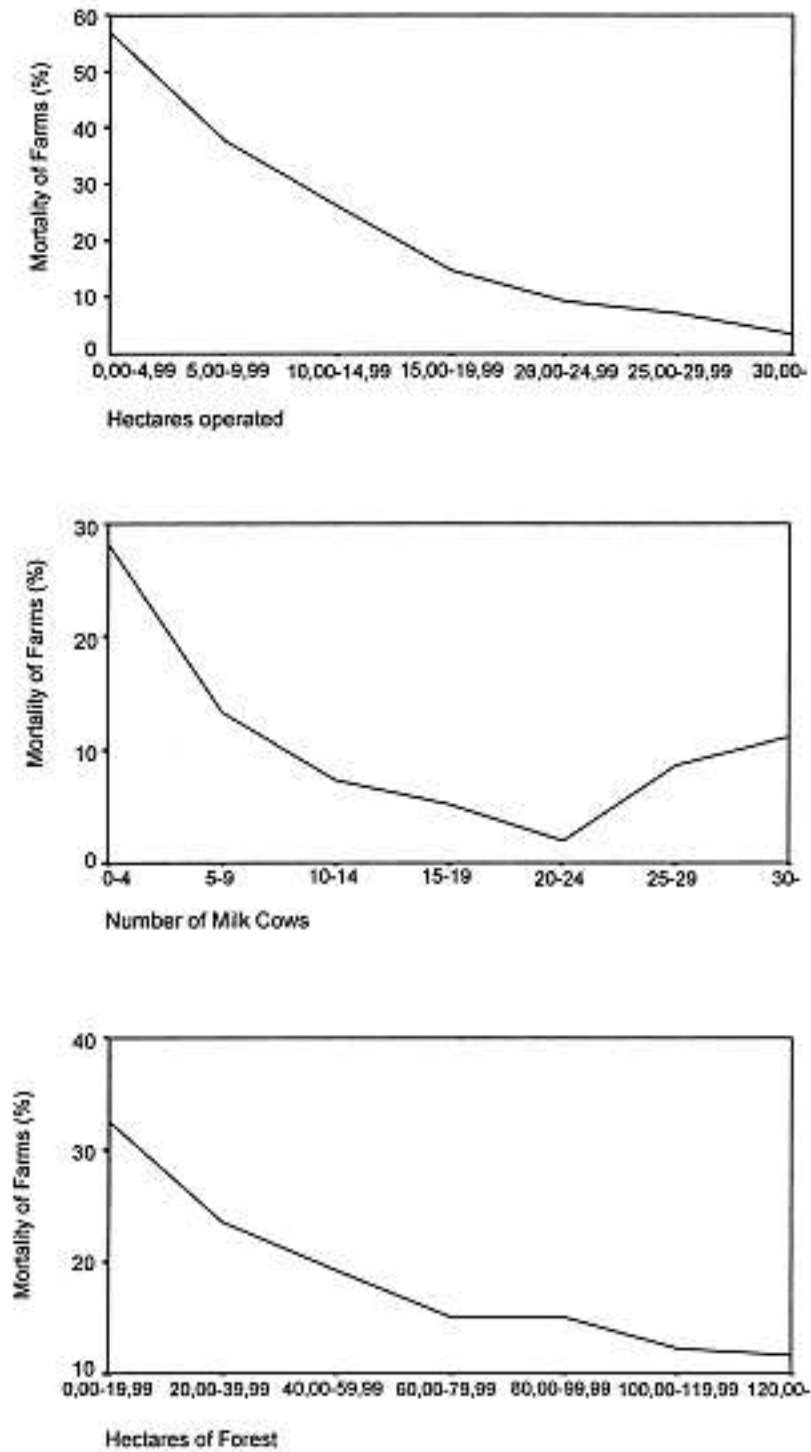 Mortality of Farms (%)
60
50
40
30
20
10
0
0,00-4,99 5,00-9,99 10,00-14,99 15,00-19,99 20,00-24,99 25,00-29,99 30,00-
Hectares operated
Mortality of Farms (%)
30
20
10
0
0-4 5-9 10-14 15-19 20-24 25-29 30-
Number of Milk Cows
Mortality of Farms (%)
40
30
20
10
0,00-19,99 20,00-39,99 40,00-59,99 60,00-79,99 80,00-99,99 100,00-119,99 120,00-
Hectares of Forest